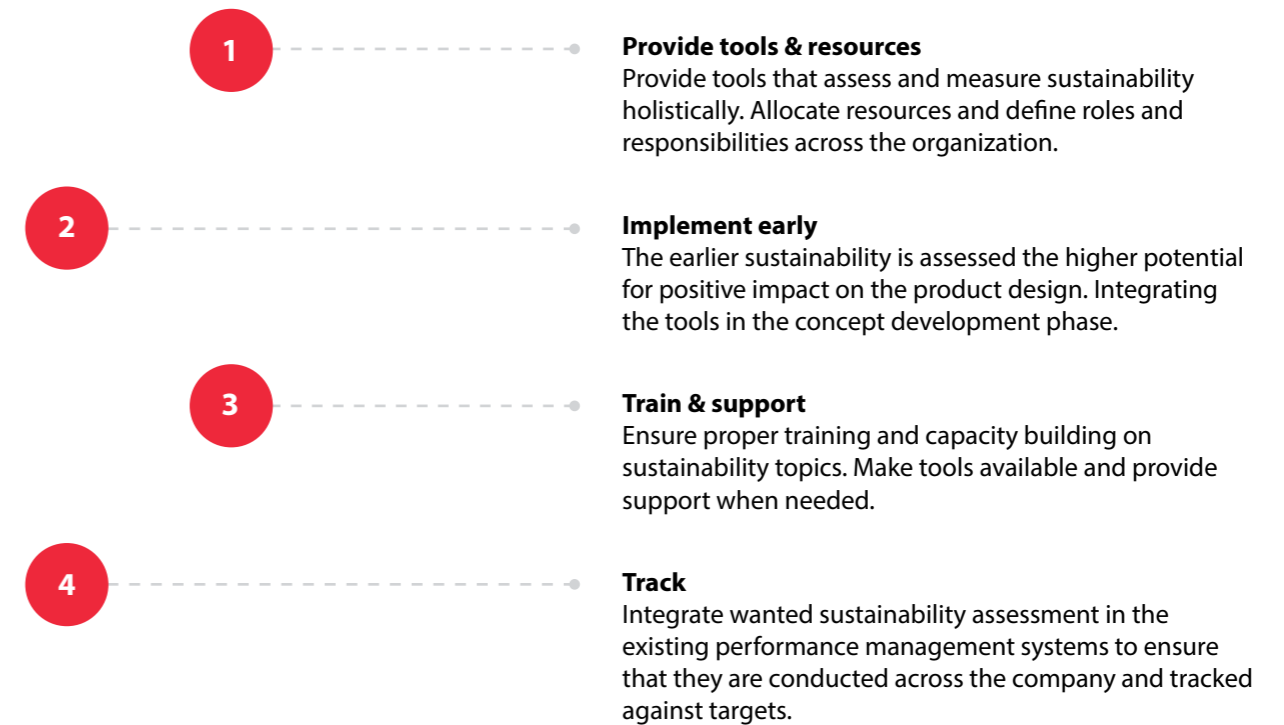 1
Provide tools & resources
Provide tools that assess and measure sustainability
holistically. Allocate resources and define roles and
responsibilities across the organization.
2
Implement early
The earlier sustainability is assessed the higher potential
for positive impact on the product design. Integrating
the tools in the concept development phase.
3
Train & support
Ensure proper training and capacity building on
sustainability topics. Make tools available and provide
support when needed.
4
Track
Integrate wanted sustainability assessment in the
existing performance management systems to ensure
that they are conducted across the company and tracked
against targets.